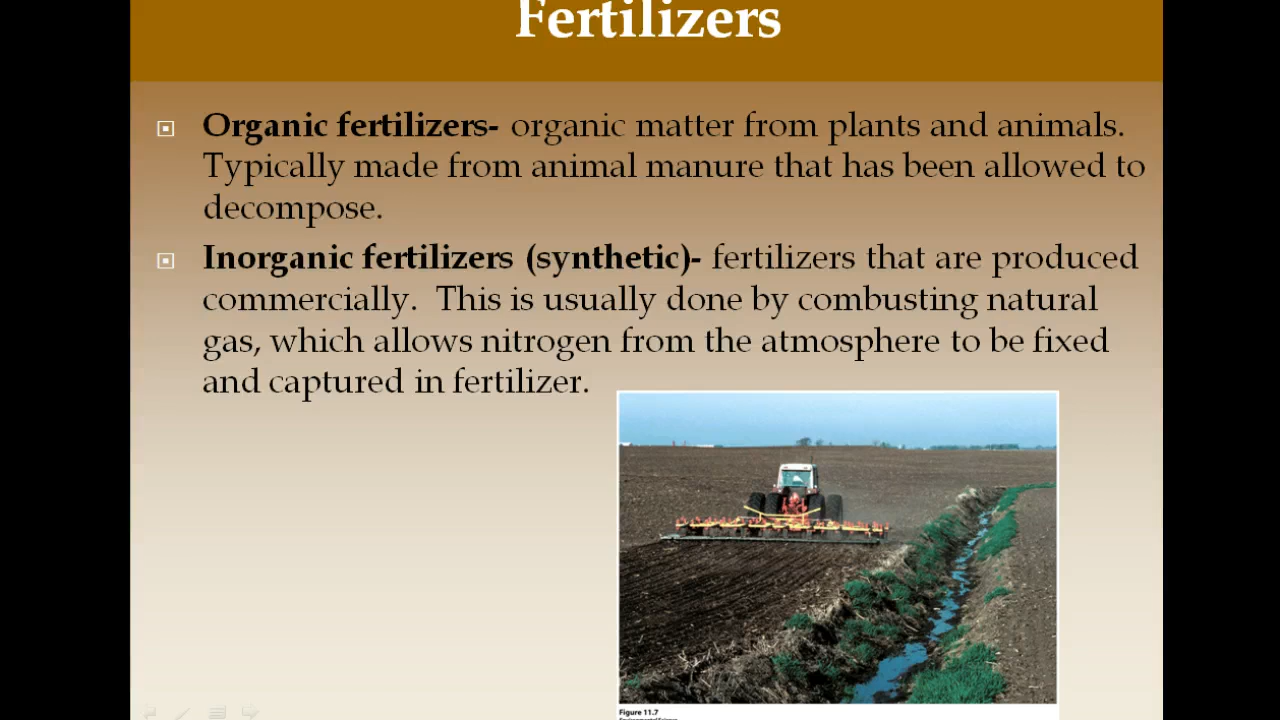 Fertilizers
Organic fertilizers- organic matter from plants and animals.
Typically made from animal manure that has been allowed to
decompose.
Inorganic fertilizers (synthetic)- fertilizers that are produced
commercially.  This is usually done by combusting natural
gas, which allows nitrogen from the atmosphere to be fixed
and captured in fertilizer.
Figure 11.7
Environmental Science